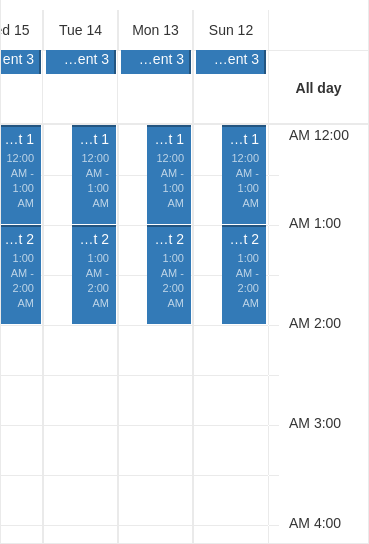 d 15 Tue 14 Mon 13 Sun 12
ent 3 ...ent 3 ...ent 3 ...ent 3
All day
AM 12:00
...t 1 ...t 1 ...t 1 ...t 1
12:00 12:00 12:00 12:00
AM - AM - AM - AM -
1:00 1:00 1:00 1:00
AM AM AM AM
AM 1:00
...t 2 ...t 2 ...t 2 ...t 2
1:00 1:00 1:00 1:00
AM - AM - AM - AM -
2:00 2:00 2:00 2:00
AM AM AM AM
AM 2:00
AM 3:00
AM 4:00